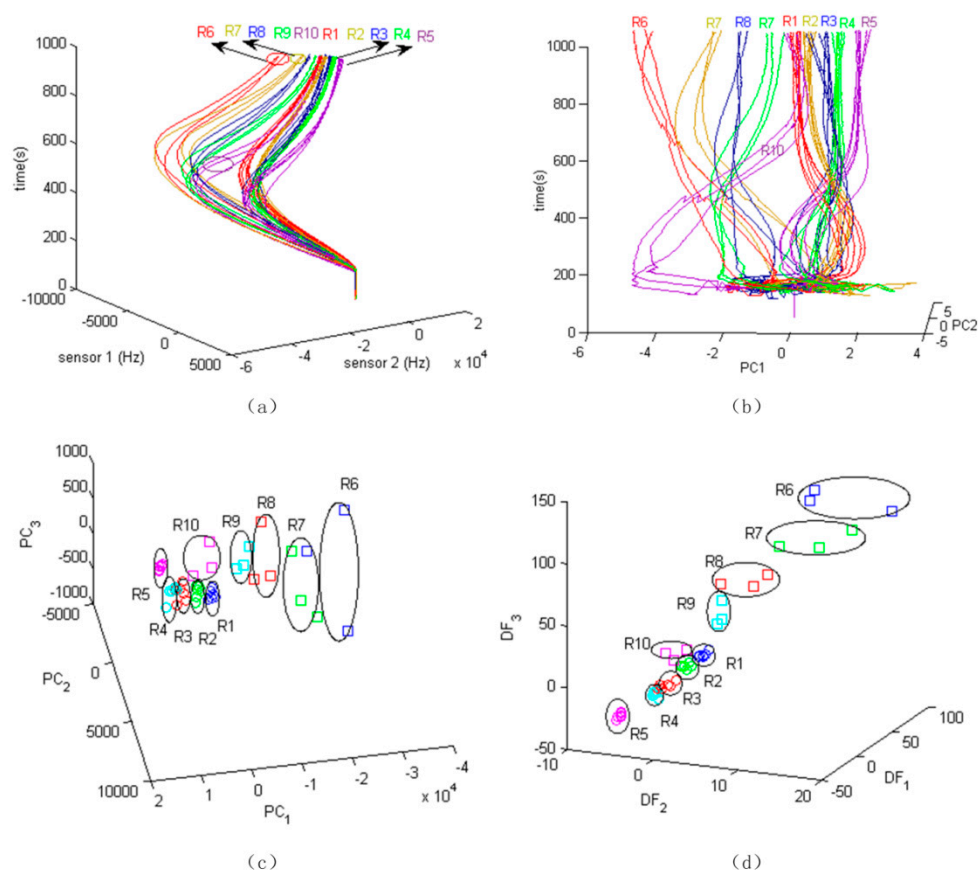 R6 R7 R8 R9 R10 R1 R2 R3 R4 R5
1000
800
600
400
200
0
time(s)
-10000
-5000
0
5000
sensor 1 (Hz)
-6
-4
-2
0
2
sensor 2 (Hz)
x 10^4
(a)
R6 R7 R8 R7 R1 R2 R3 R4 R5
1000
800
600
400
200
0
time(s)
R10
-6 -4 -2 0 2 4
PC1
5
0
-5
PC2
(b)
1000
500
0
-500
-1000
PC3
-5000
0
5000
10000
PC2
2 1 0 -1 -2 -3 -4
PC1
x 10^4
R6
R7
R8
R9
R10
R5
R4
R3
R2
R1
(c)
150
100
50
0
-50
DF3
-10
0
10
20
DF2
-50
0
50
100
DF1
R6
R7
R8
R9
R10
R1
R2
R3
R4
R5
(d)